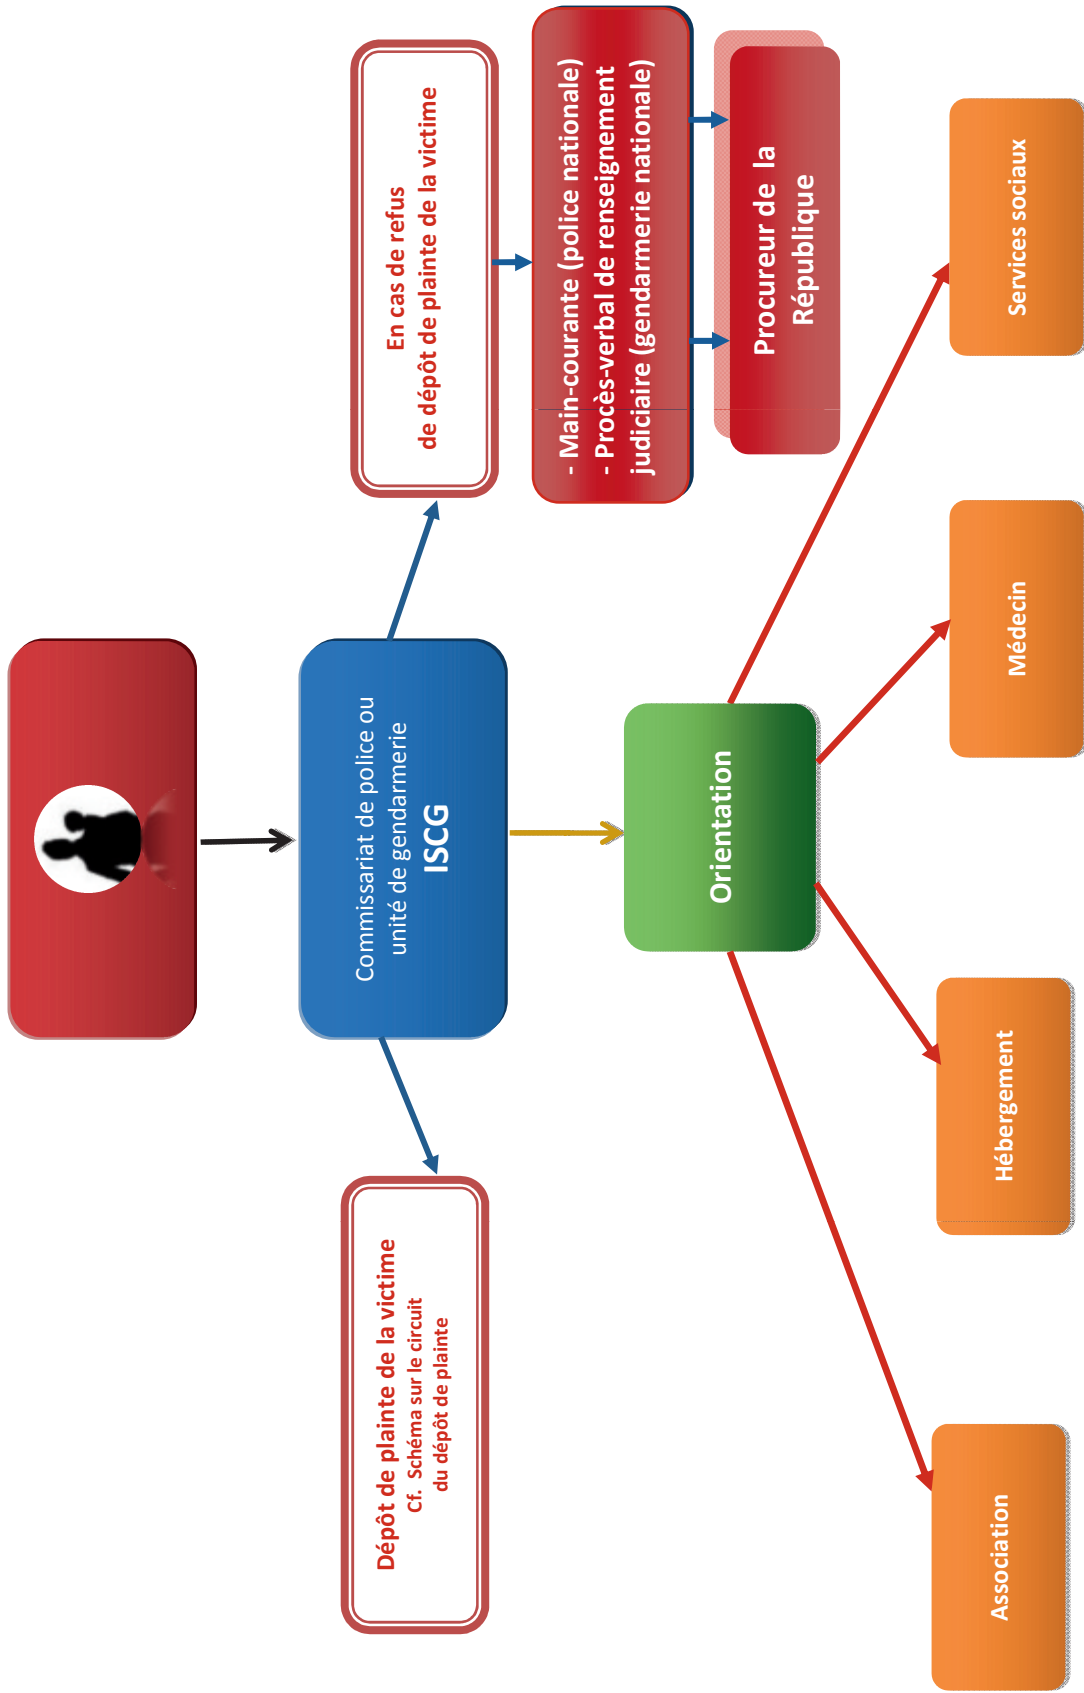 Commissariat de police ou
unité de gendarmerie
ISCG
Dépôt de plainte de la victime
Cf. Schéma sur le circuit
du dépôt de plainte
En cas de refus
de dépôt de plainte de la victime
- Main-courante (police nationale)
- Procès-verbal de renseignement
judiciaire (gendarmerie nationale)
Procureur de la
République
Orientation
Association
Hébergement
Médecin
Services sociaux